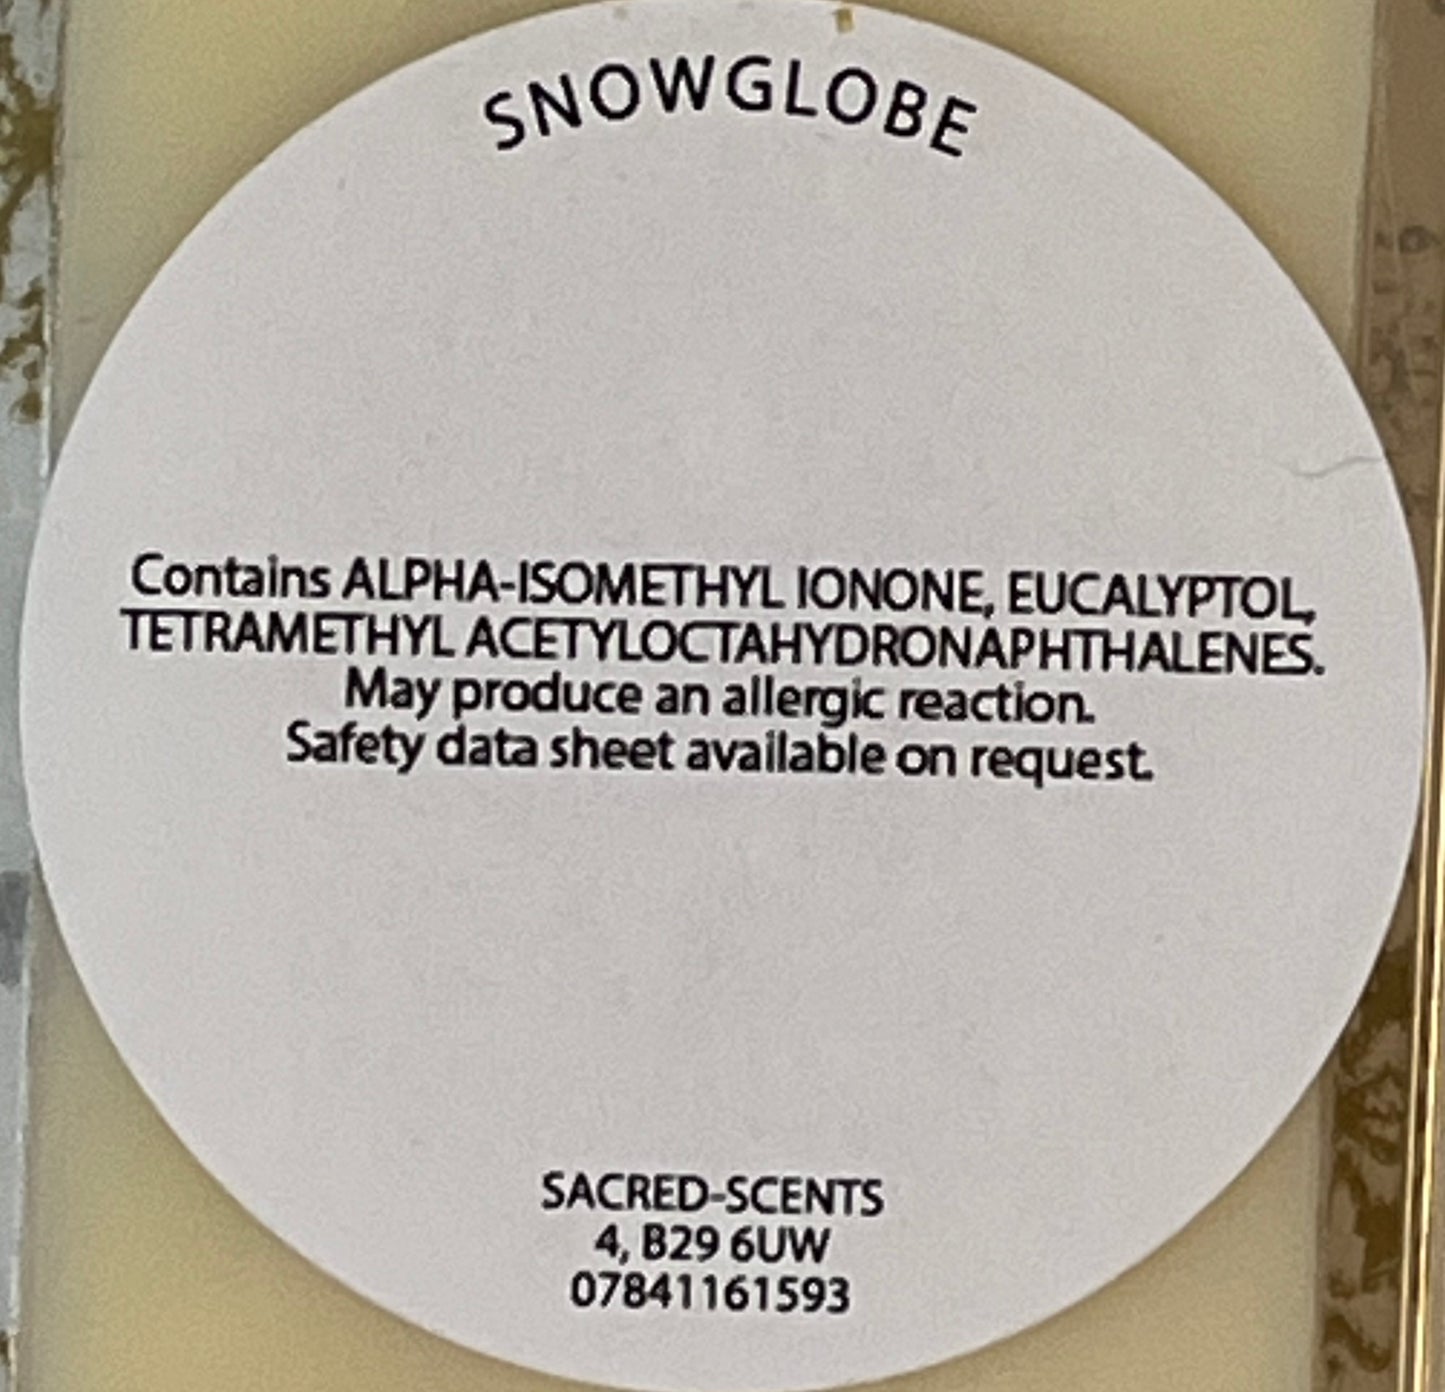 SNOWGLOBE
Contains ALPHA-ISOMETHYL IONONE, EUCALYPTOL,
TETRAMETHYL ACETYLOCTAHYDRONAPHTHALENES.
May produce an allergic reaction.
Safety data sheet available on request.
SACRED-SCENTS
4, B29 6UW
07841161593